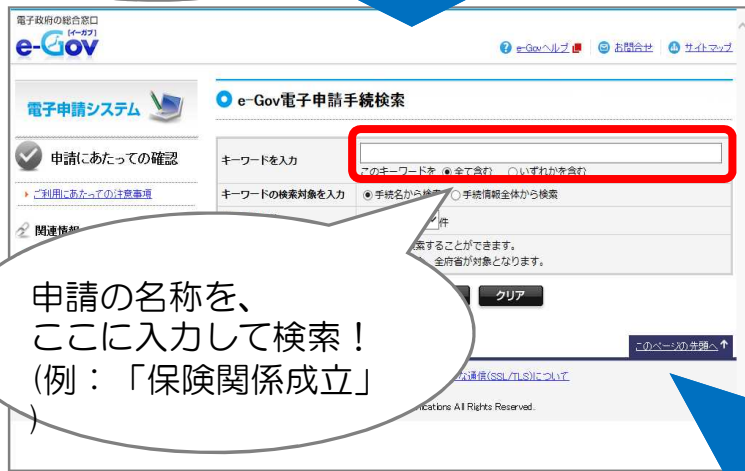 電子政府の総合窓口
(イーガブ)
e-Gov
e-Govヘルプ お問合せ サイトマップ
電子申請システム
e-Gov電子申請手続検索
申請にあたっての確認
ご利用にあたっての注意事項
関連情報
キーワードを入力
このキーワードを ◉全て含む ○いずれかを含む
キーワードの検索対象を入力 ◉手続名から検索 ○手続情報全体から検索
件
索することができます。
全府省が対象となります。
クリア
申請の名称を、
ここに入力して検索！
(例：「保険関係成立」
)
このページの先頭へ↑
な通信(SSL/TLS)について
ications All Rights Reserved.